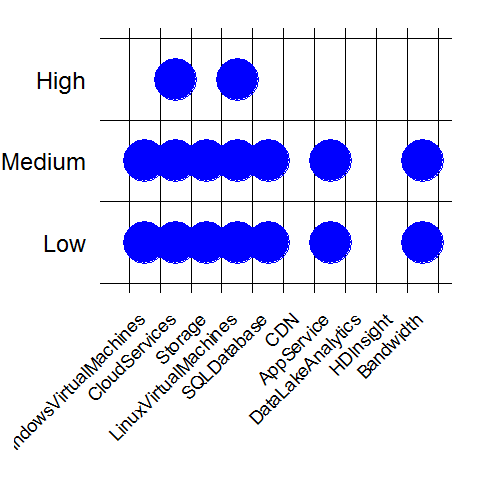 High
Medium
Low
ndowsVirtualMachines
CloudServices
Storage
LinuxVirtualMachines
SQLDatabase
CDN
AppService
DataLakeAnalytics
HDInsight
Bandwidth